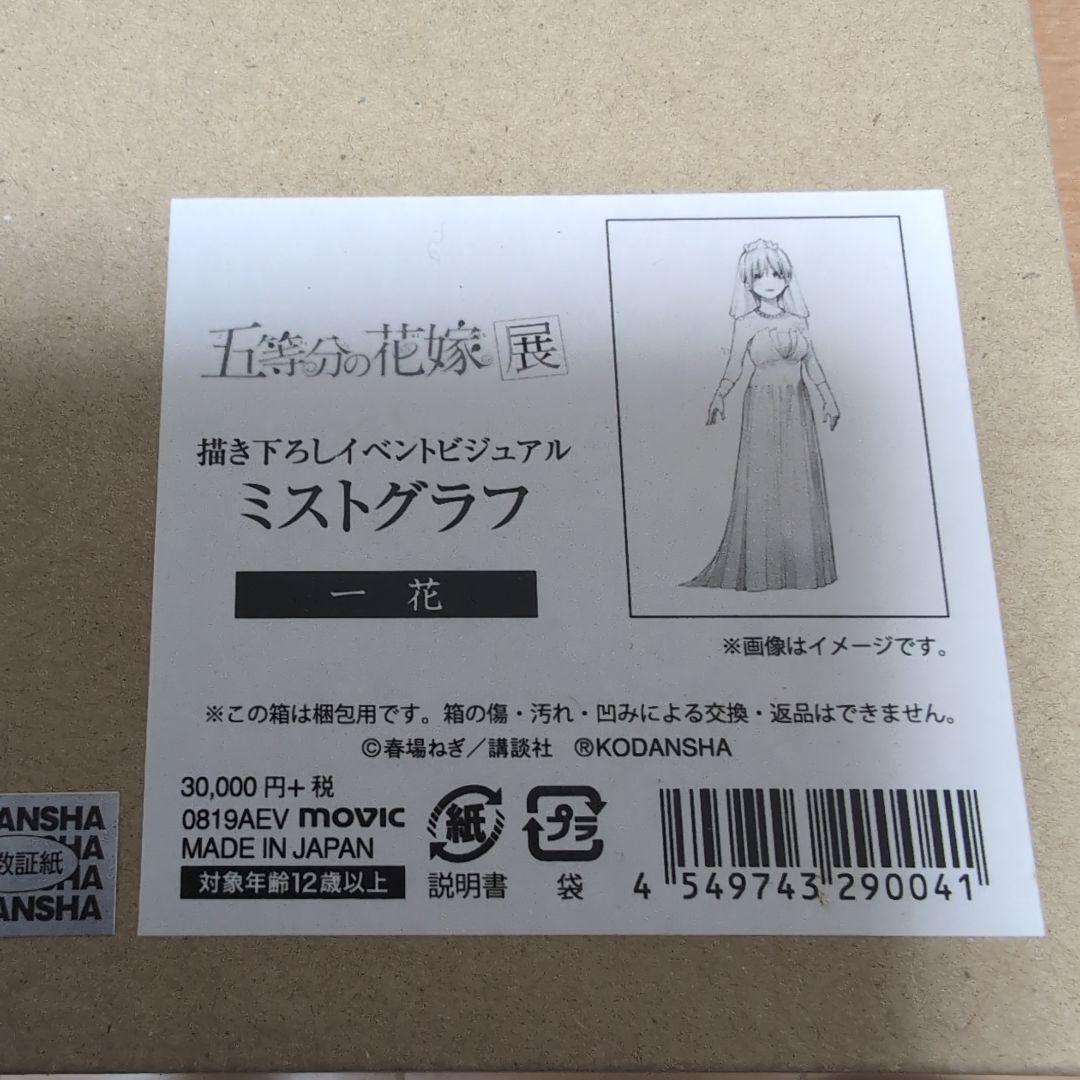 五等分の花嫁 展
描き下ろしイベントビジュアル
ミストグラフ
一 花
※画像はイメージです。
※この箱は梱包用です。箱の傷・汚れ・凹みによる交換・返品はできません。
©春場ねぎ／講談社 ®KODANSHA
30,000 円+ 税
0819AEV movic
MADE IN JAPAN
対象年齢12歳以上
紙
説明書
プラ
袋
4 549743 290041
ANSHA
HA
数証紙
HA
ANSHA